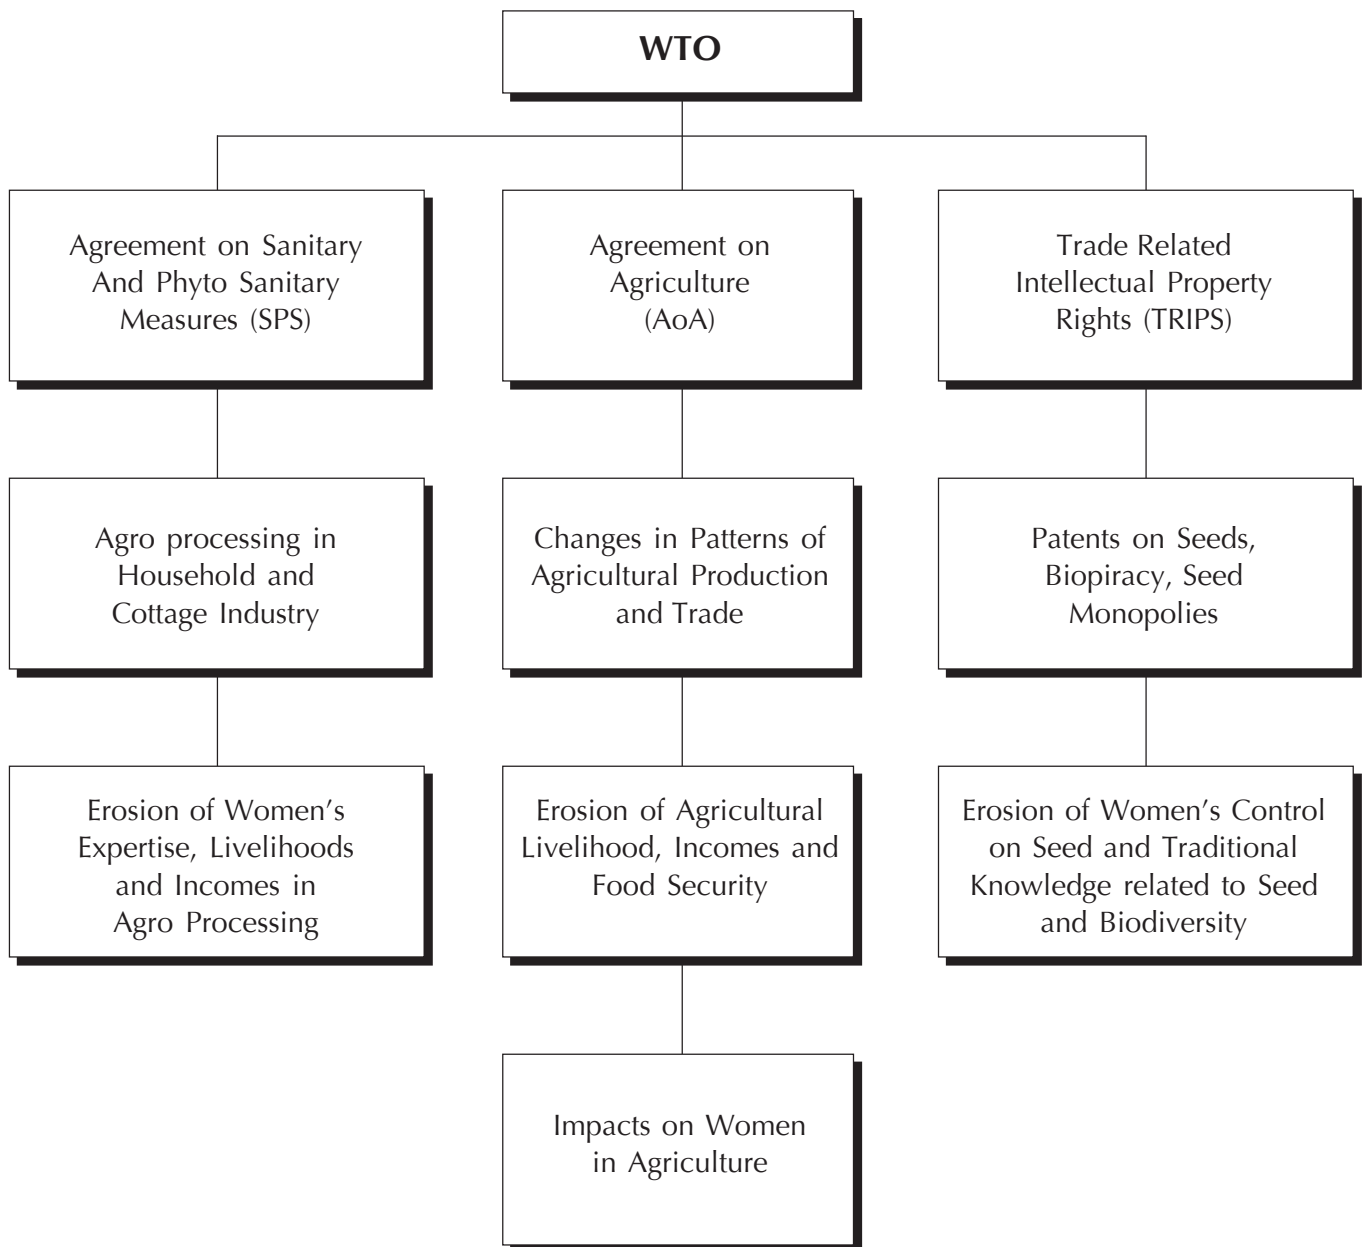 WTO
Agreement on Sanitary
And Phyto Sanitary
Measures (SPS)
Agreement on
Agriculture
(AoA)
Trade Related
Intellectual Property
Rights (TRIPS)
Agro processing in
Household and
Cottage Industry
Changes in Patterns of
Agricultural Production
and Trade
Patents on Seeds,
Biopiracy, Seed
Monopolies
Erosion of Women's
Expertise, Livelihoods
and Incomes in
Agro Processing
Erosion of Agricultural
Livelihood, Incomes and
Food Security
Erosion of Women's Control
on Seed and Traditional
Knowledge related to Seed
and Biodiversity
Impacts on Women
in Agriculture